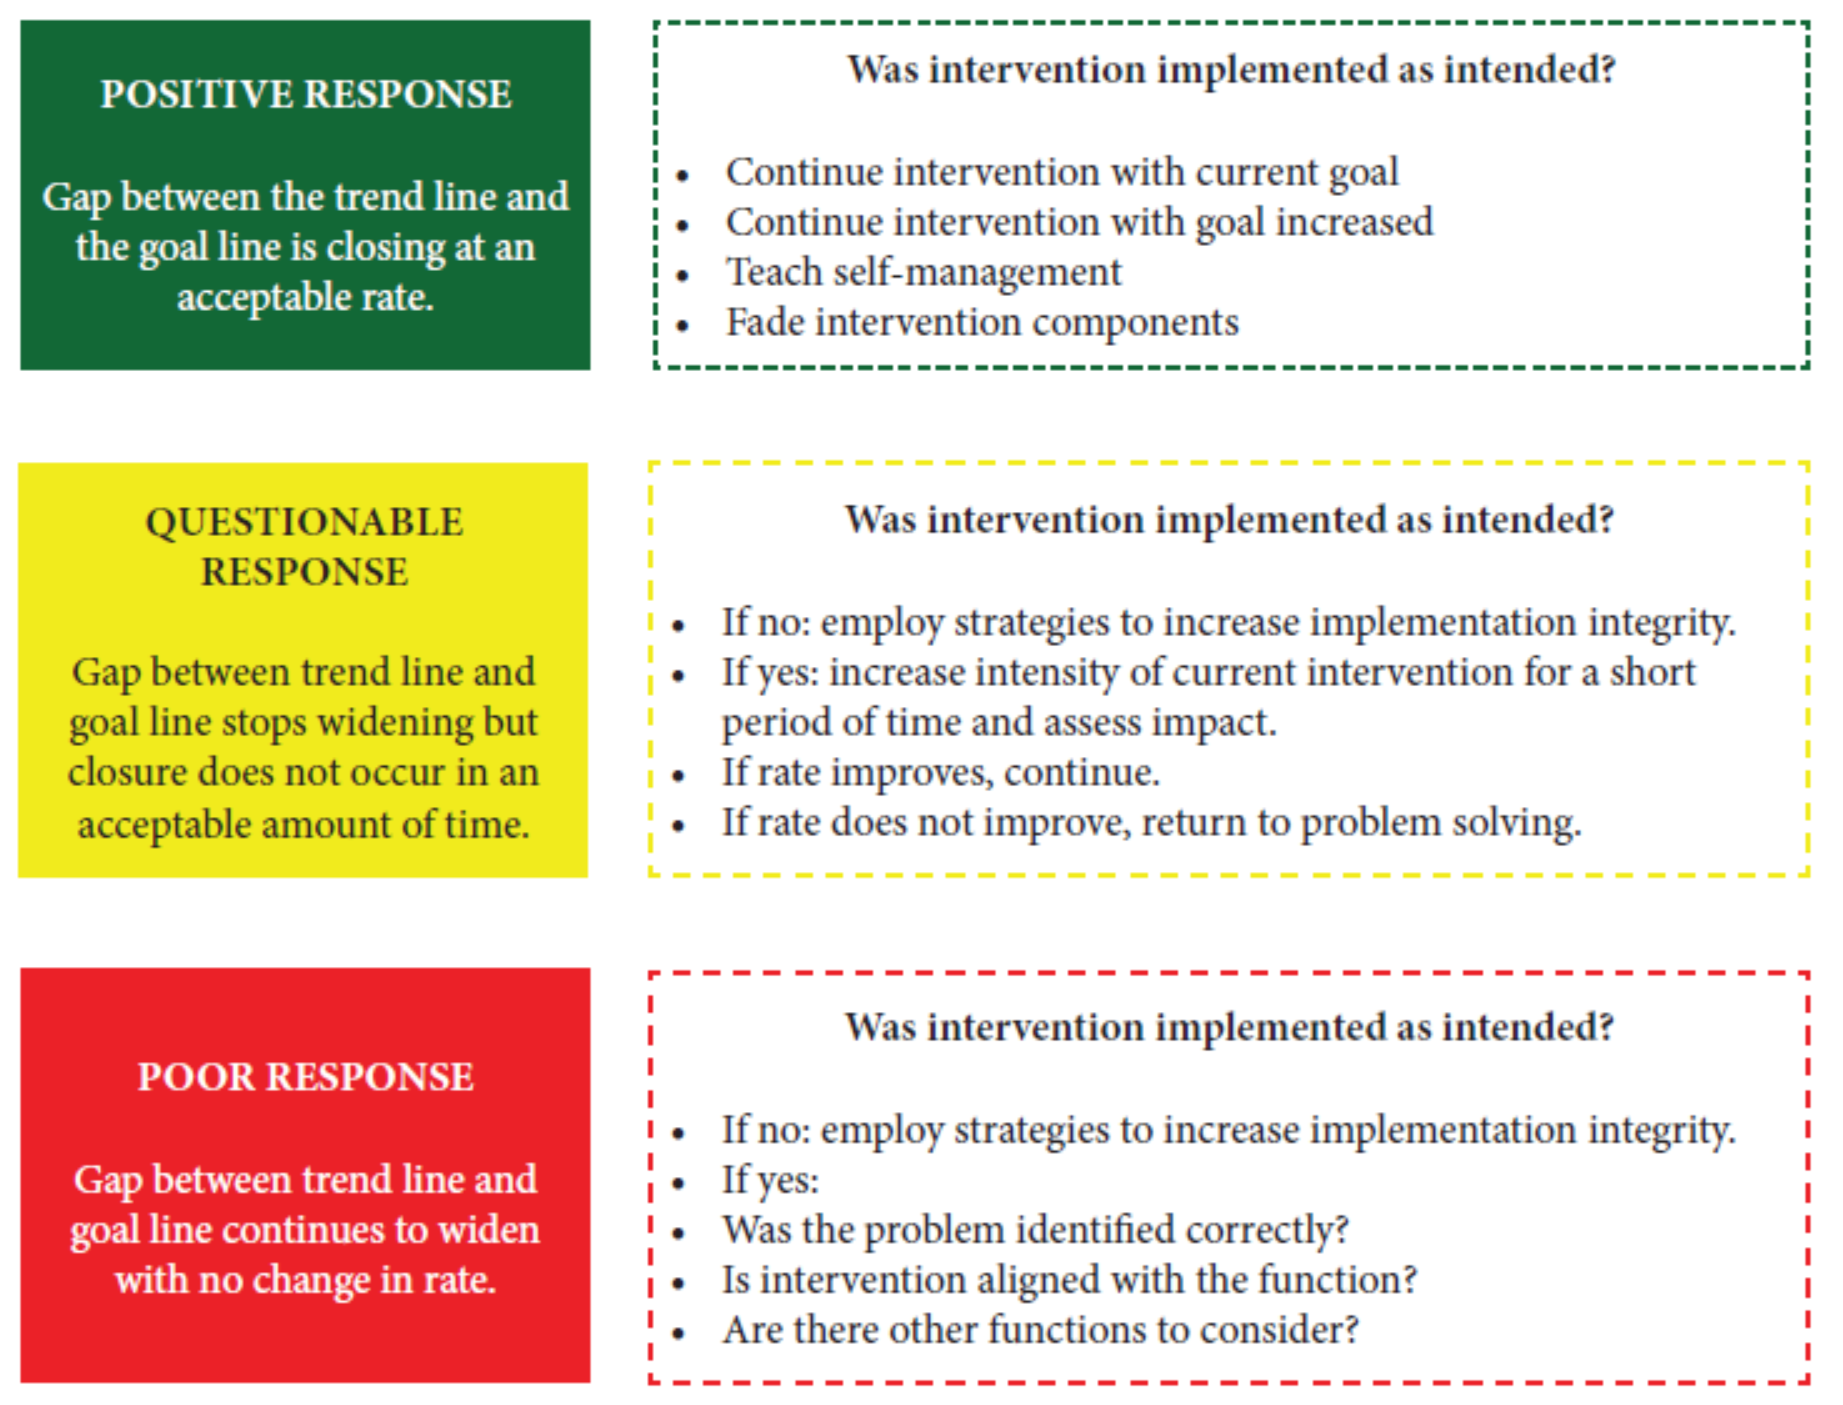 POSITIVE RESPONSE
Gap between the trend line and
the goal line is closing at an
acceptable rate.
Was intervention implemented as intended?
• Continue intervention with current goal
• Continue intervention with goal increased
• Teach self-management
• Fade intervention components
QUESTIONABLE
RESPONSE
Gap between trend line and
goal line stops widening but
closure does not occur in an
acceptable amount of time.
Was intervention implemented as intended?
• If no: employ strategies to increase implementation integrity.
• If yes: increase intensity of current intervention for a short
period of time and assess impact.
• If rate improves, continue.
• If rate does not improve, return to problem solving.
POOR RESPONSE
Gap between trend line and
goal line continues to widen
with no change in rate.
Was intervention implemented as intended?
• If no: employ strategies to increase implementation integrity.
• If yes:
• Was the problem identified correctly?
• Is intervention aligned with the function?
• Are there other functions to consider?